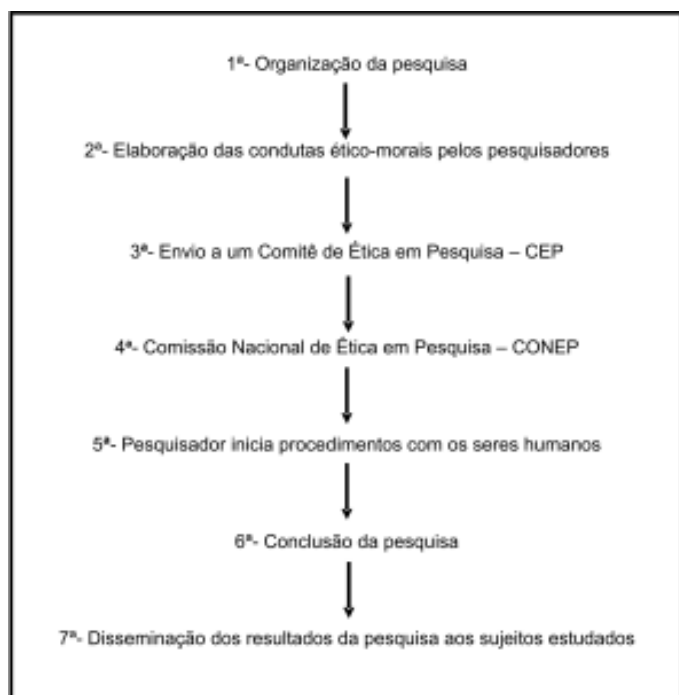 1ª- Organização da pesquisa
2ª- Elaboração das condutas ético-morais pelos pesquisadores
3ª- Envio a um Comitê de Ética em Pesquisa – CEP
4ª- Comissão Nacional de Ética em Pesquisa – CONEP
5ª- Pesquisador inicia procedimentos com os seres humanos
6ª- Conclusão da pesquisa
7ª- Disseminação dos resultados da pesquisa aos sujeitos estudados